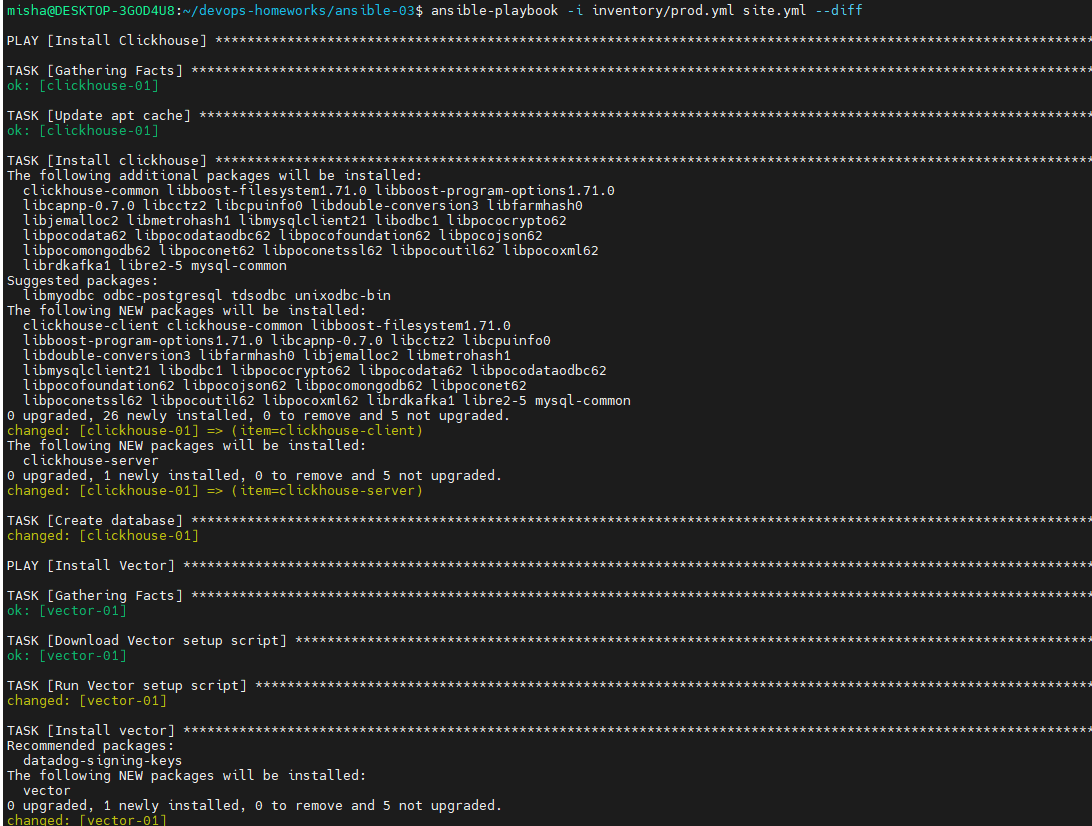 misha@DESKTOP-3GOD4U8:~/devops-homeworks/ansible-03$ ansible-playbook -i inventory/prod.yml site.yml --diff
PLAY [Install Clickhouse] **************************************************************************************************************
TASK [Gathering Facts] *****************************************************************************************************************
ok: [clickhouse-01]
TASK [Update apt cache] ****************************************************************************************************************
ok: [clickhouse-01]
TASK [Install clickhouse] **************************************************************************************************************
The following additional packages will be installed:
  clickhouse-common libboost-filesystem1.71.0 libboost-program-options1.71.0
  libcapnp-0.7.0 libcctz2 libcpuinfo0 libdouble-conversion3 libfarmhash0
  libjemalloc2 libmetrohash1 libmysqlclient21 libodbc1 libpococrypto62
  libpocodata62 libpocodataodbc62 libpocofoundation62 libpocojson62
  libpocomongodb62 libpoconet62 libpoconetssl62 libpocoutil62 libpocoxml62
  librdkafka1 libre2-5 mysql-common
Suggested packages:
  libmyodbc odbc-postgresql tdsodbc unixodbc-bin
The following NEW packages will be installed:
  clickhouse-client clickhouse-common libboost-filesystem1.71.0
  libboost-program-options1.71.0 libcapnp-0.7.0 libcctz2 libcpuinfo0
  libdouble-conversion3 libfarmhash0 libjemalloc2 libmetrohash1
  libmysqlclient21 libodbc1 libpococrypto62 libpocodata62 libpocodataodbc62
  libpocofoundation62 libpocojson62 libpocomongodb62 libpoconet62
  libpoconetssl62 libpocoutil62 libpocoxml62 librdkafka1 libre2-5 mysql-common
0 upgraded, 26 newly installed, 0 to remove and 5 not upgraded.
changed: [clickhouse-01] => (item=clickhouse-client)
The following NEW packages will be installed:
  clickhouse-server
0 upgraded, 1 newly installed, 0 to remove and 5 not upgraded.
changed: [clickhouse-01] => (item=clickhouse-server)
TASK [Create database] *****************************************************************************************************************
changed: [clickhouse-01]
PLAY [Install Vector] ******************************************************************************************************************
TASK [Gathering Facts] *****************************************************************************************************************
ok: [vector-01]
TASK [Download Vector setup script] ****************************************************************************************************
ok: [vector-01]
TASK [Run Vector setup script] *********************************************************************************************************
changed: [vector-01]
TASK [Install vector] ******************************************************************************************************************
Recommended packages:
  datadog-signing-keys
The following NEW packages will be installed:
  vector
0 upgraded, 1 newly installed, 0 to remove and 5 not upgraded.
changed: [vector-01]